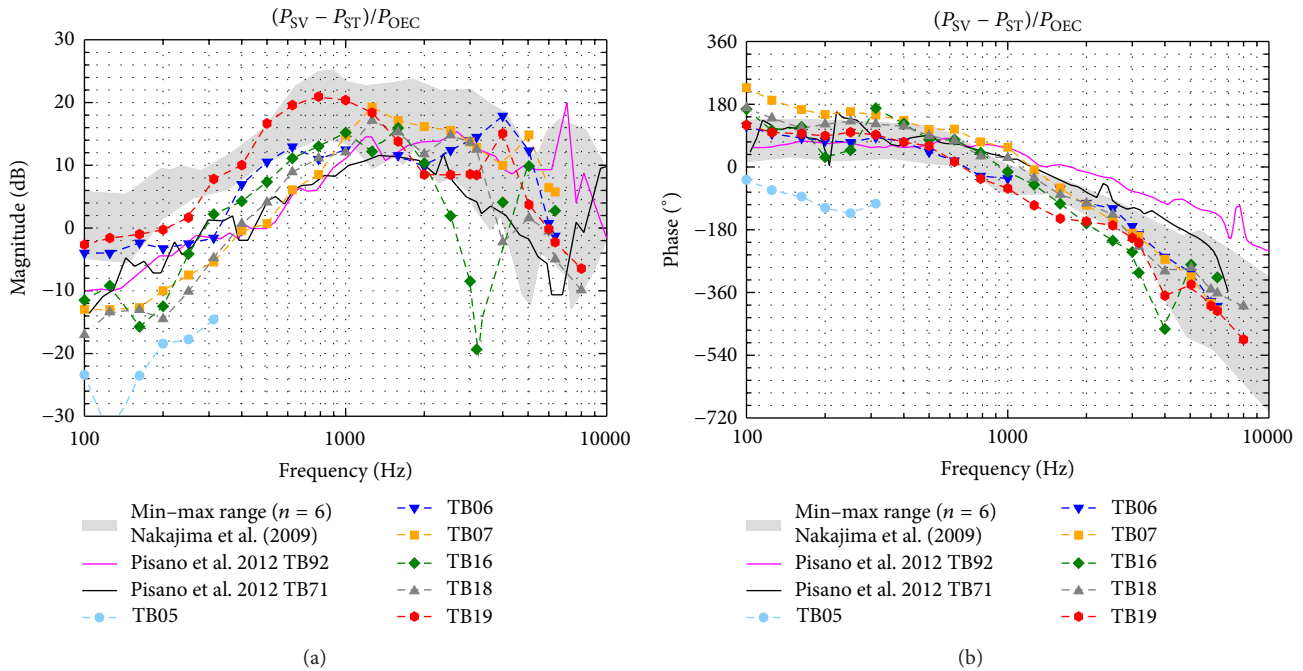 (P_SV − P_ST)/P_OEC
30
20
10
0
−10
−20
−30
Magnitude (dB)
100
1000
10000
Frequency (Hz)
Min–max range (n = 6)
Nakajima et al. (2009)
Pisano et al. 2012 TB92
Pisano et al. 2012 TB71
TB05
TB06
TB07
TB16
TB18
TB19
(a)
(P_SV − P_ST)/P_OEC
360
180
0
−180
−360
−540
−720
Phase (°)
100
1000
10000
Frequency (Hz)
Min–max range (n = 6)
Nakajima et al. (2009)
Pisano et al. 2012 TB92
Pisano et al. 2012 TB71
TB05
TB06
TB07
TB16
TB18
TB19
(b)